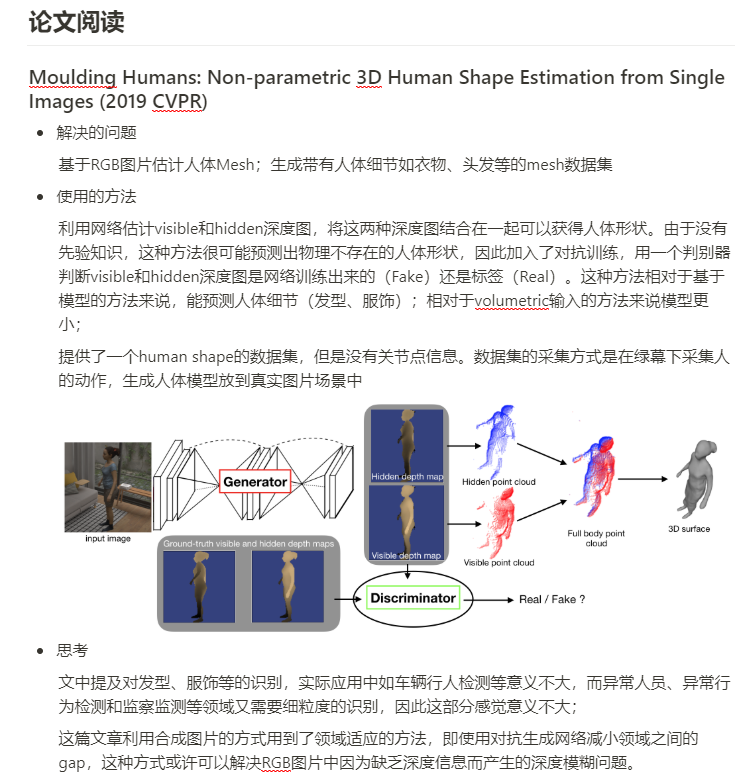 论文阅读
Moulding Humans: Non-parametric 3D Human Shape Estimation from Single
Images (2019 CVPR)
解决的问题
基于RGB图片估计人体Mesh；生成带有人体细节如衣物、头发等的mesh数据集
使用的方法
利用网络估计visible和hidden深度图，将这两种深度图结合在一起可以获得人体形状。由于没有
先验知识，这种方法很可能预测出物理不存在的人体形状，因此加入了对抗训练，用一个判别器
判断visible和hidden深度图是网络训练出来的（Fake）还是标签（Real）。这种方法相对于基于
模型的方法来说，能预测人体细节（发型、服饰）；相对于volumetric输入的方法来说模型更
小；
提供了一个human shape的数据集，但是没有关节点信息。数据集的采集方式是在绿幕下采集人
的动作，生成人体模型放到真实图片场景中
input image
Generator
Hidden depth map
Visible depth map
Hidden point cloud
Visible point cloud
Full body point
cloud
3D surface
Ground-truth visible and hidden depth maps
Discriminator
Real / Fake ?
思考
文中提及对发型、服饰等的识别，实际应用中如车辆行人检测等意义不大，而异常人员、异常行
为检测和监察监测等领域又需要细粒度的识别，因此这部分感觉意义不大；
这篇文章利用合成图片的方式用到了领域适应的方法，即使用对抗生成网络减小领域之间的
gap，这种方式或许可以解决RGB图片中因为缺乏深度信息而产生的深度模糊问题。